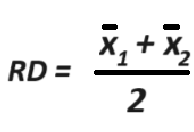 RD = x̄₁ + x̄₂
2